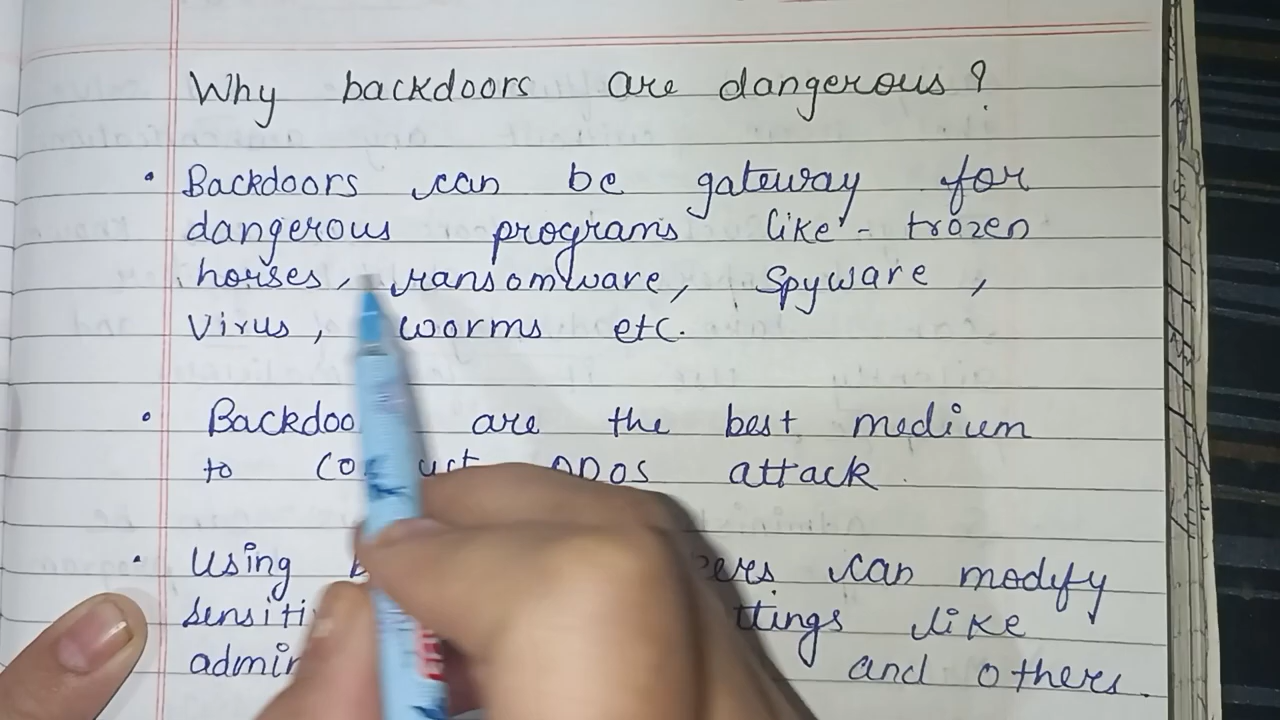 Why backdoors are dangerous?
• Backdoors can be gateway for
dangerous programs like - trozen
horses, ransomware, Spyware,
Virus, worms etc.
• Backdoo are the best medium
to attack.
• Using can modify
like
and others.